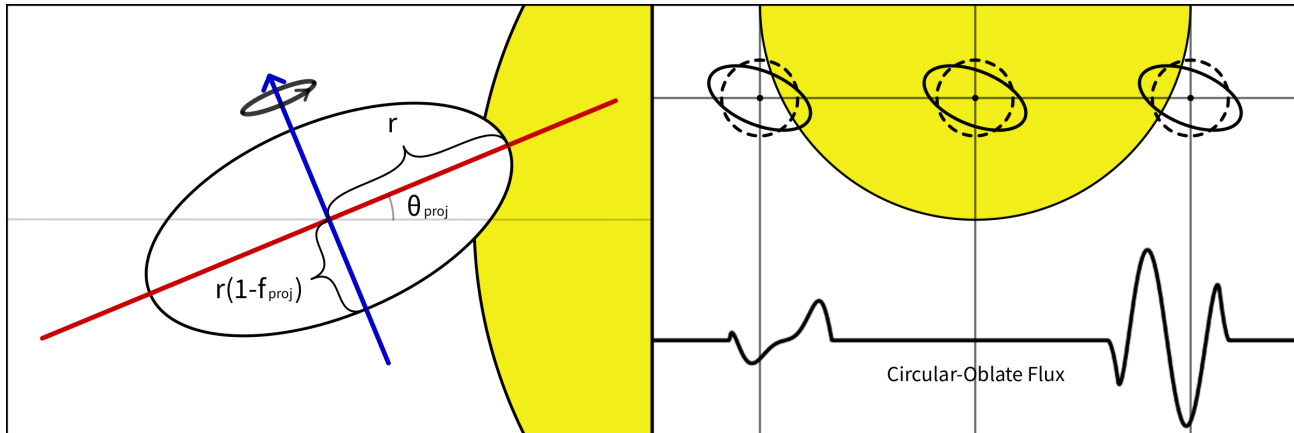 r
θproj
r(1-fproj)
Circular-Oblate Flux